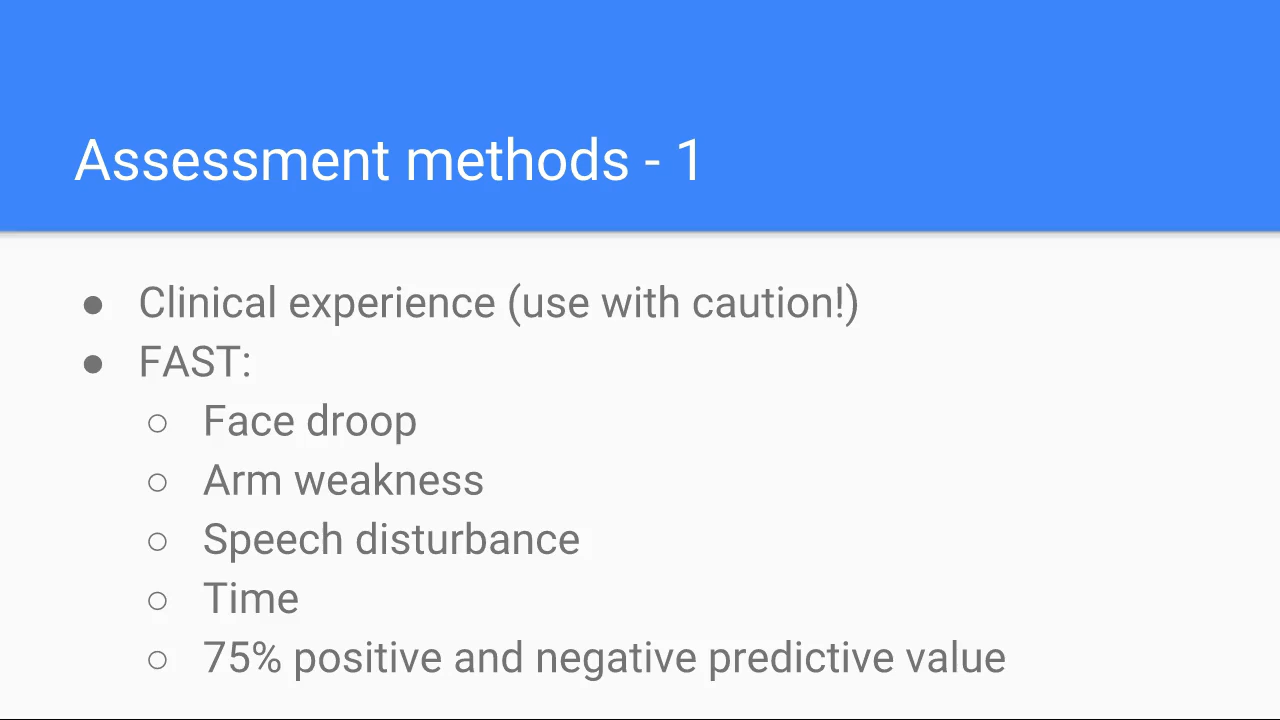 Assessment methods - 1
● Clinical experience (use with caution!)
● FAST:
○ Face droop
○ Arm weakness
○ Speech disturbance
○ Time
○ 75% positive and negative predictive value